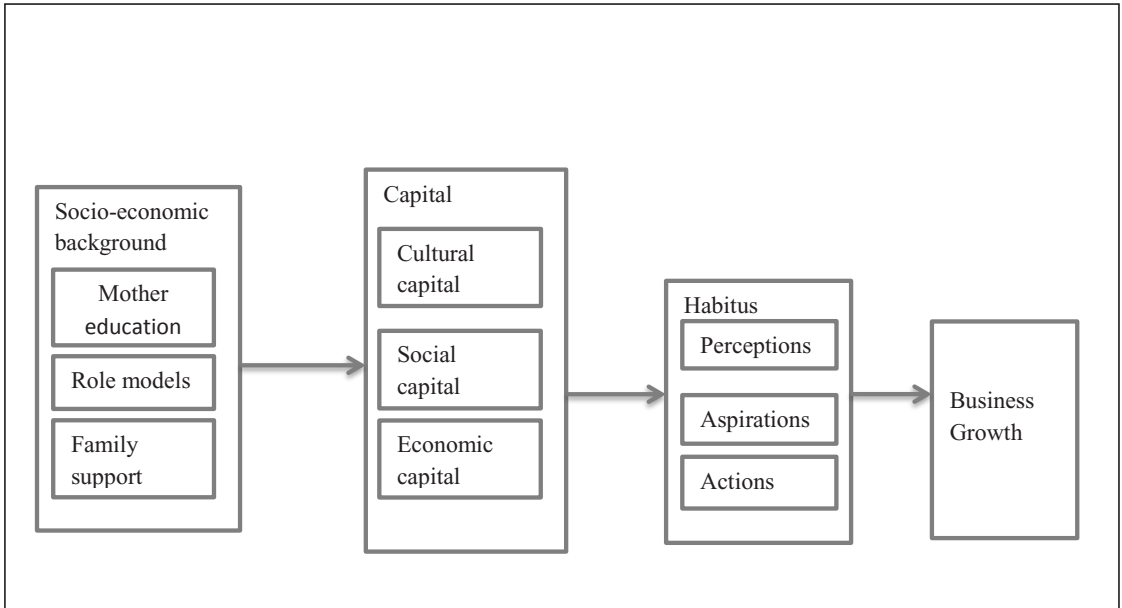 Socio-economic
background
Mother
education
Role models
Family
support
Capital
Cultural
capital
Social
capital
Economic
capital
Habitus
Perceptions
Aspirations
Actions
Business
Growth